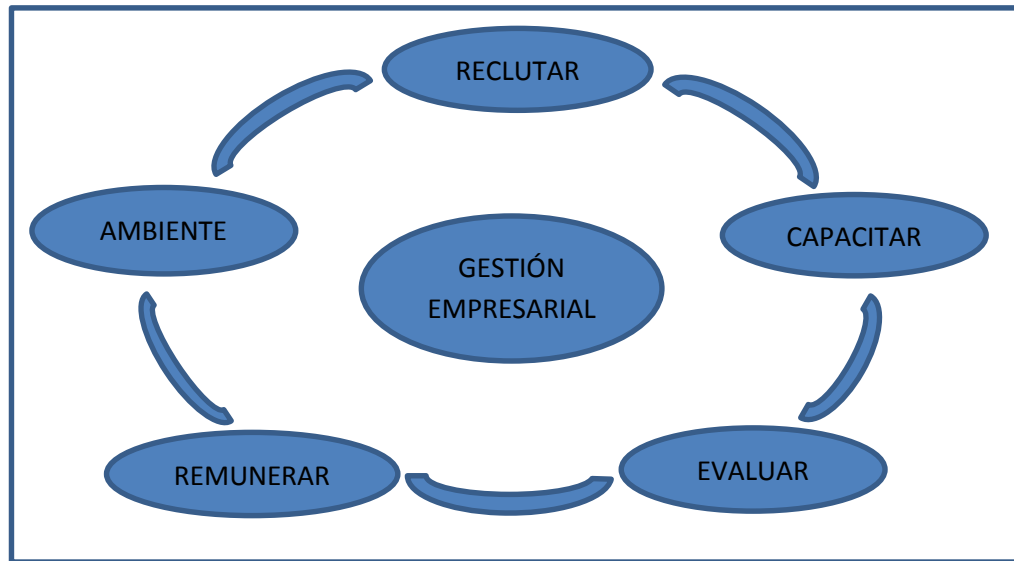 RECLUTAR
AMBIENTE
CAPACITAR
GESTIÓN
EMPRESARIAL
REMUNERAR
EVALUAR